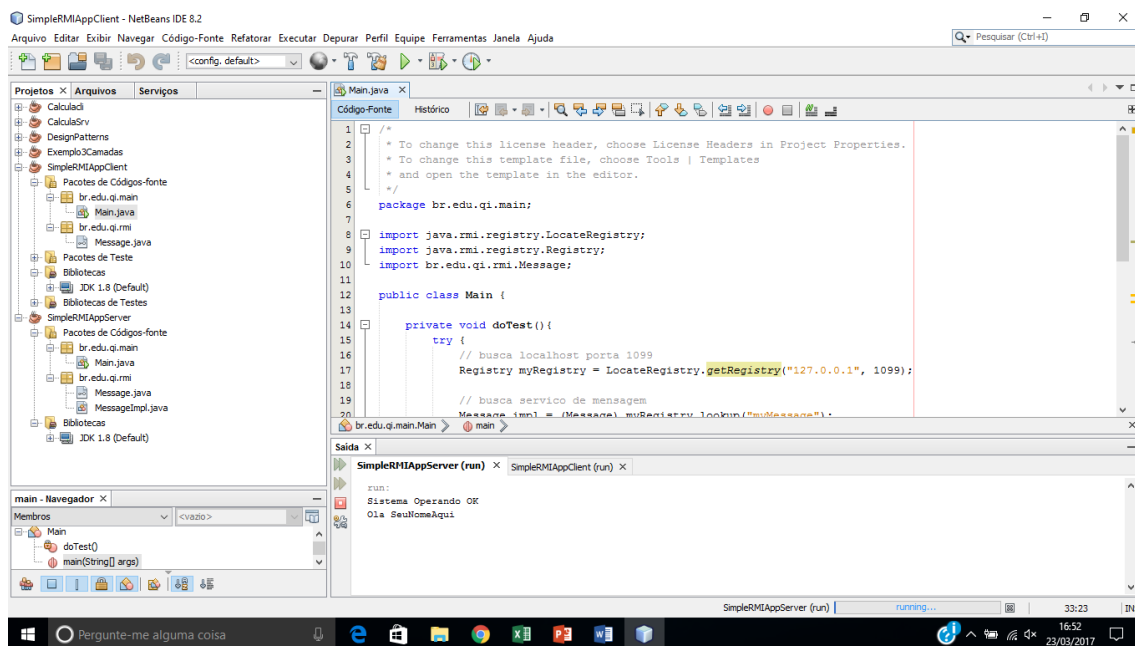 SimpleRMIAppClient - NetBeans IDE 8.2
Arquivo Editar Exibir Navegar Código-Fonte Refatorar Executar Depurar Perfil Equipe Ferramentas Janela Ajuda
Pesquisar (Ctrl+I)
<config. default>
Projetos Arquivos Serviços
Calculadi
CalculaSrv
DesignPatterns
Exemplo3Camadas
SimpleRMIAppClient
Pacotes de Códigos-fonte
br.edu.qi.main
Main.java
br.edu.qi.rmi
Message.java
Pacotes de Teste
Bibliotecas
JDK 1.8 (Default)
Bibliotecas de Testes
SimpleRMIAppServer
Pacotes de Códigos-fonte
br.edu.qi.main
Main.java
br.edu.qi.rmi
Message.java
MessageImpl.java
Bibliotecas
JDK 1.8 (Default)
main - Navegador
Membros <vazio>
Main
doTest()
main(String[] args)
Main.java
Código-Fonte Histórico
1 /*
2 * To change this license header, choose License Headers in Project Properties.
3 * To change this template file, choose Tools | Templates
4 * and open the template in the editor.
5 */
6 package br.edu.qi.main;
7
8 import java.rmi.registry.LocateRegistry;
9 import java.rmi.registry.Registry;
10 import br.edu.qi.rmi.Message;
11
12 public class Main {
13
14 private void doTest(){
15 try {
16 // busca localhost porta 1099
17 Registry myRegistry = LocateRegistry.getRegistry("127.0.0.1", 1099);
18
19 // busca servico de mensagem
20 Message impl = (Message) myRegistry.lookup("myMessage");
br.edu.qi.main.Main main
Saída
SimpleRMIAppServer (run) SimpleRMIAppClient (run)
run:
Sistema Operando OK
Ola SeuNomeAqui
SimpleRMIAppServer (run) running... 33:23 IN
Pergunte-me alguma coisa
16:52
23/03/2017